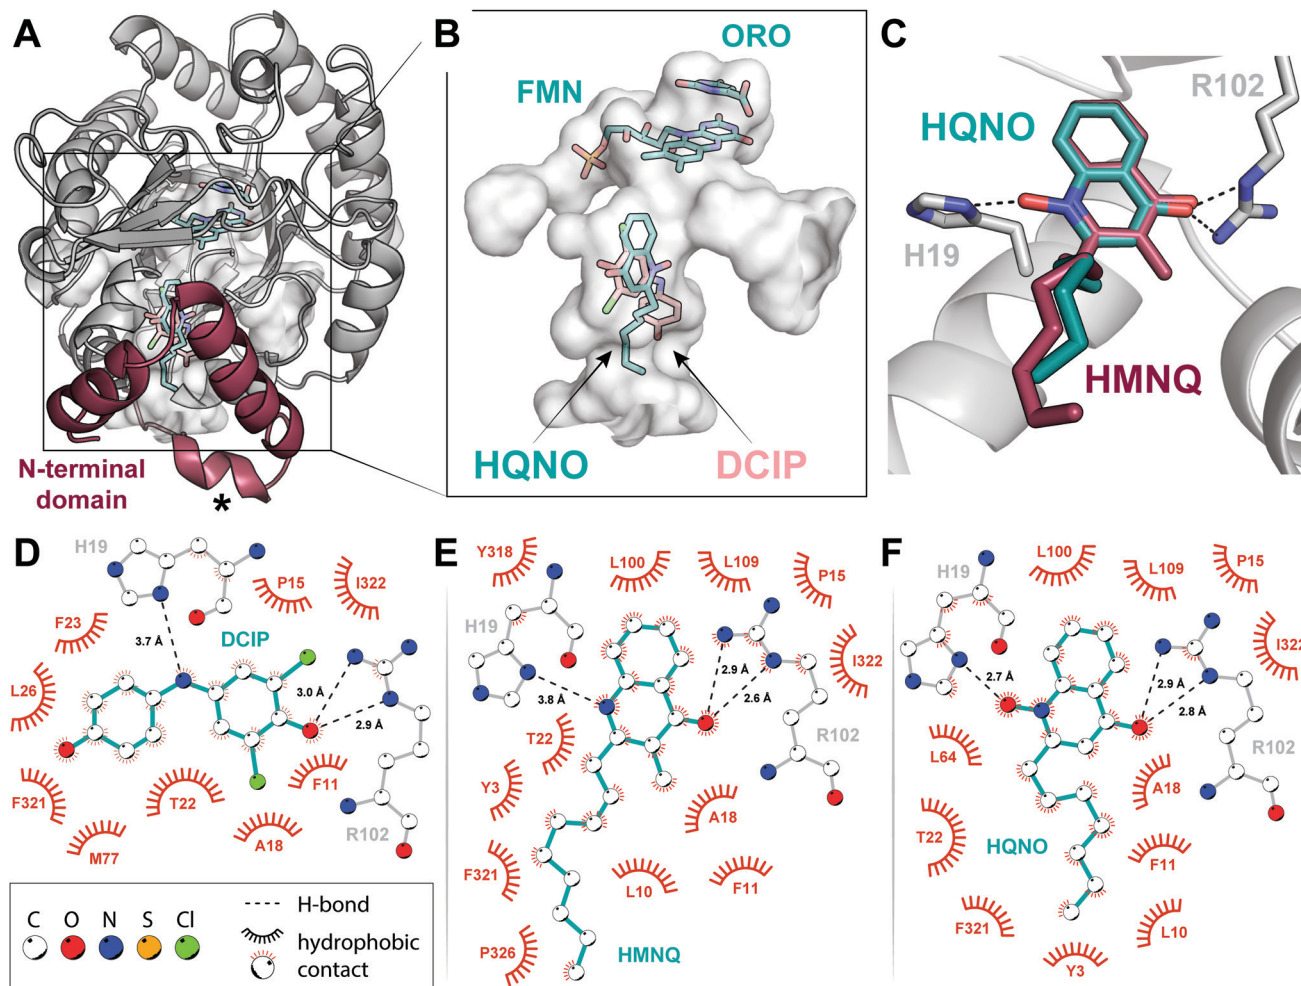 A
N-terminal
domain
*
B
ORO
FMN
HQNO
DCIP
C
R102
HQNO
H19
HMNQ
D
H19
P15
I322
F23
3.7 Å
DCIP
L26
3.0 Å
2.9 Å
F321
T22
F11
M77
A18
R102
C O N S Cl
H-bond
hydrophobic
contact
E
Y318
L100
L109
P15
H19
I322
2.9 Å
3.8 Å
2.6 Å
T22
R102
Y3
A18
F321
L10
F11
P326
HMNQ
F
L100
L109
P15
H19
I322
2.7 Å
2.9 Å
2.8 Å
L64
R102
A18
T22
HQNO
F11
F321
L10
Y3